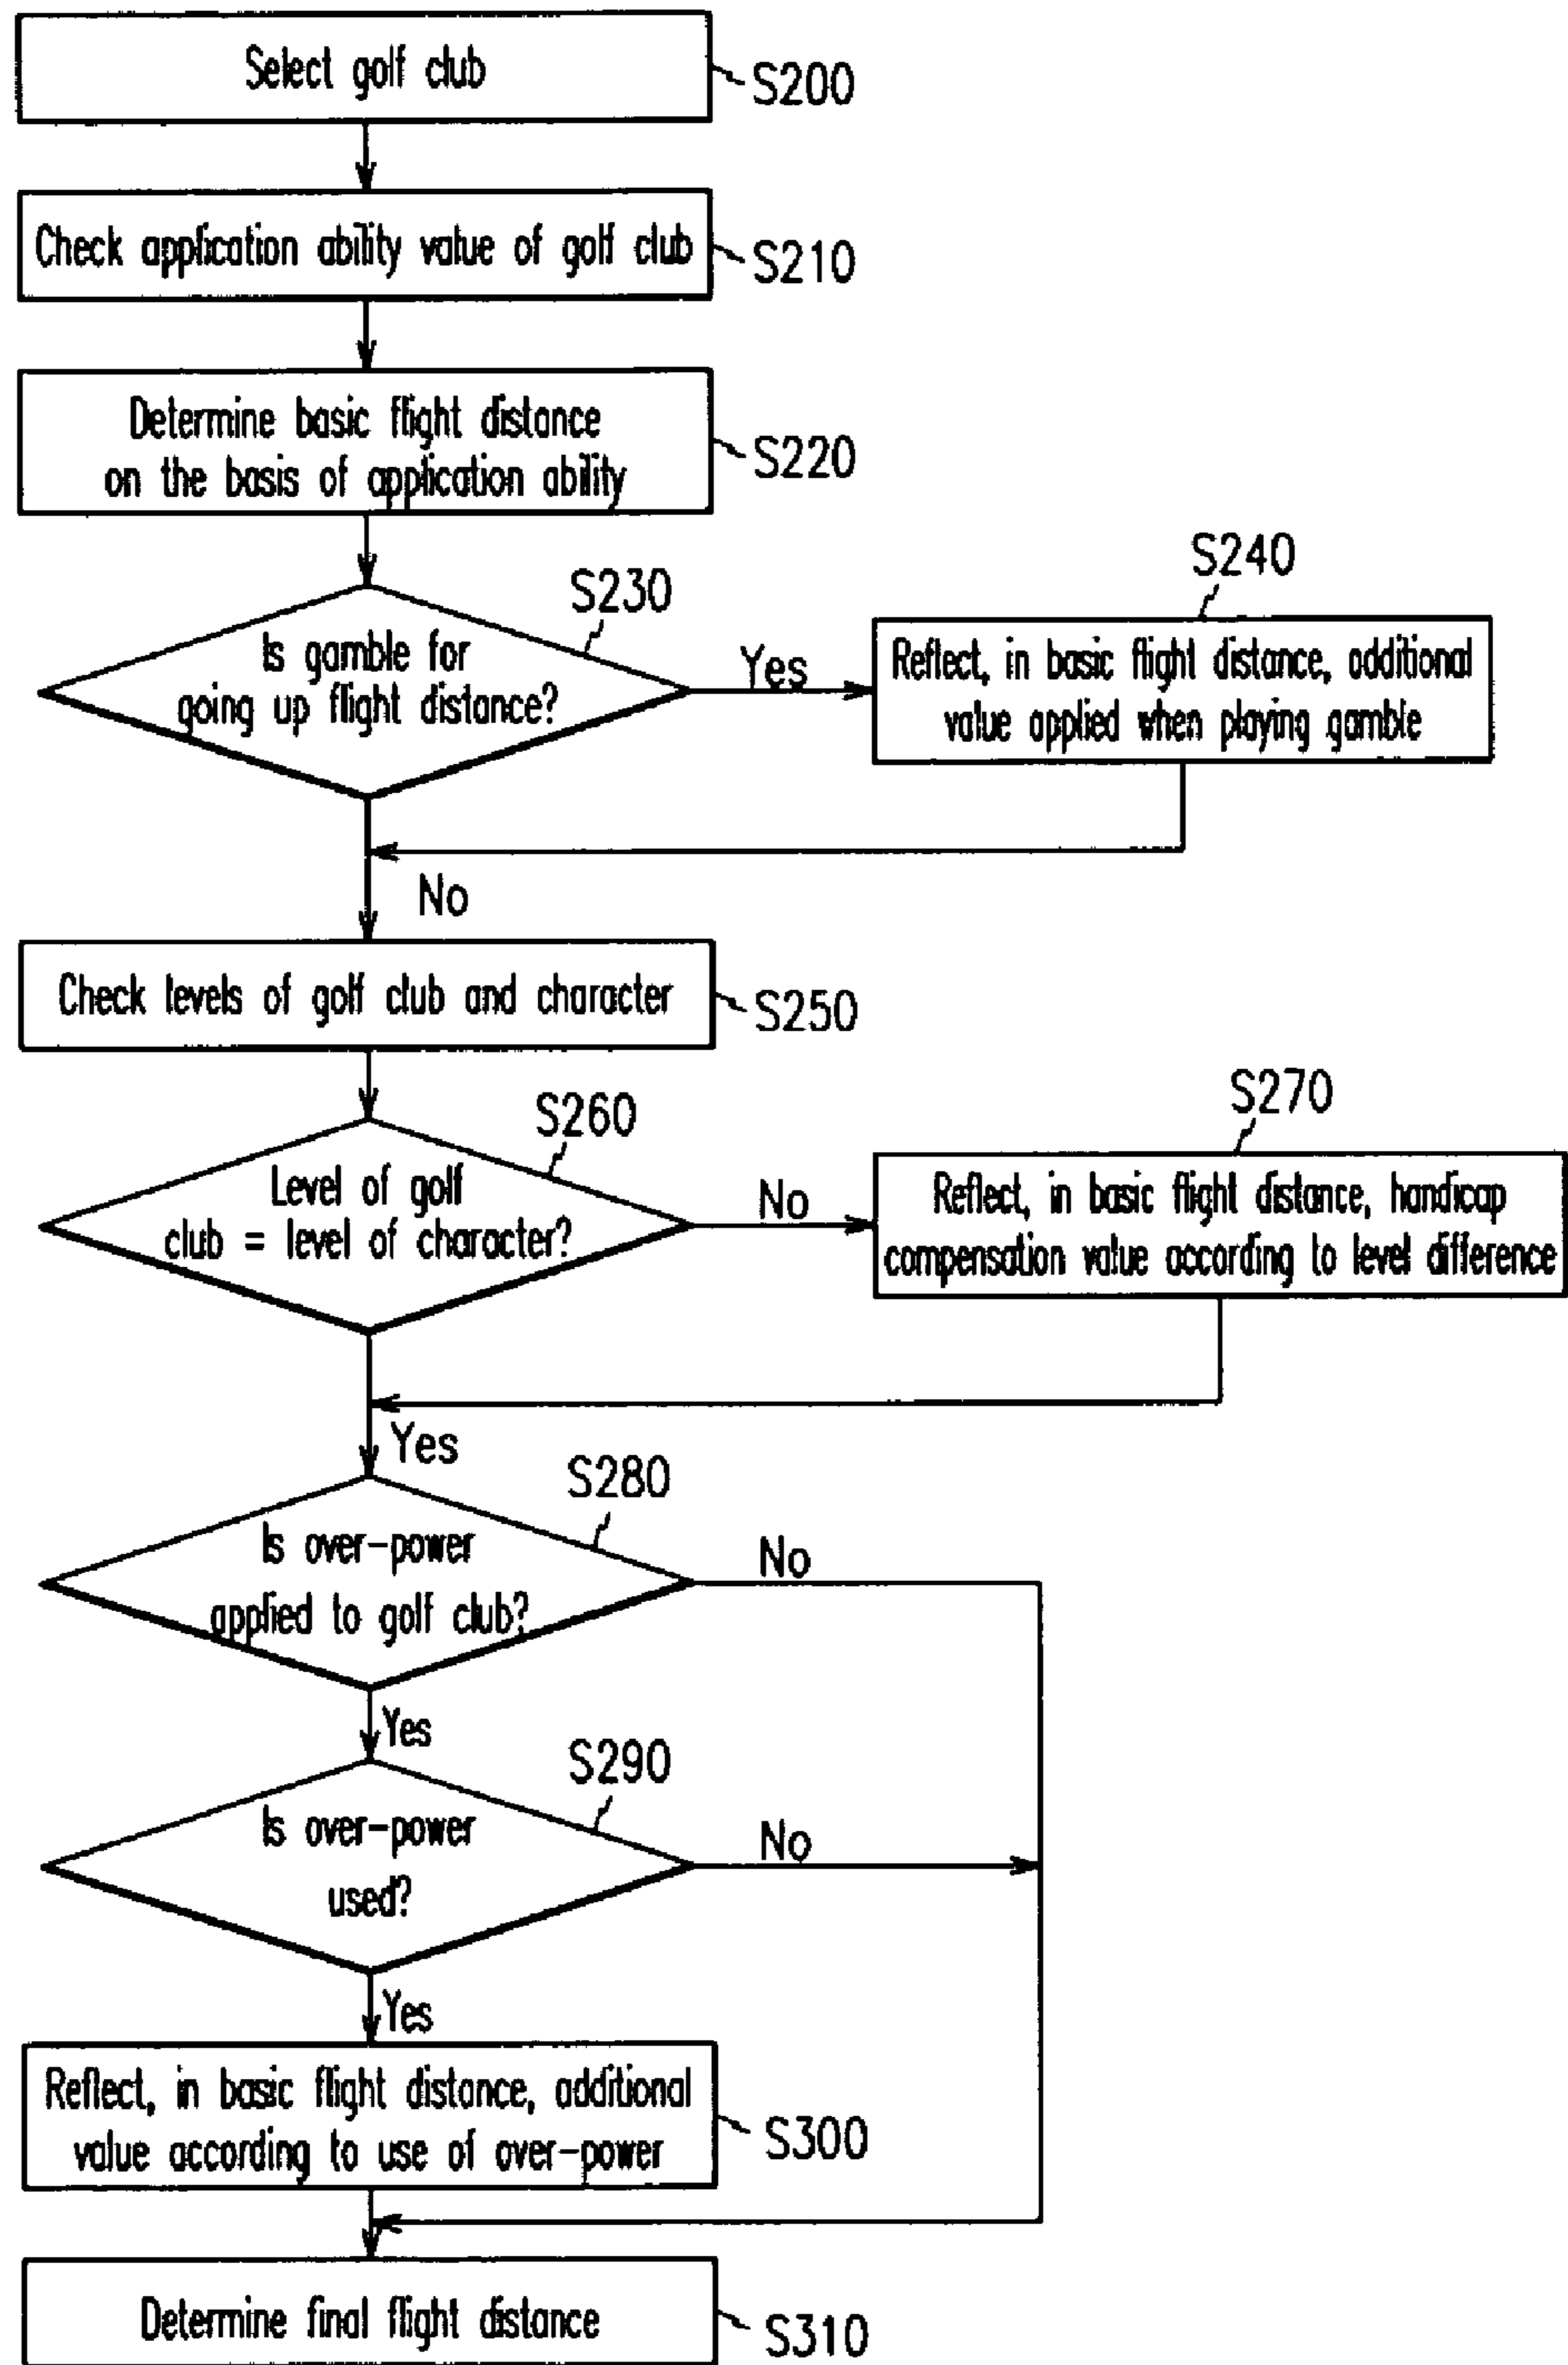 Select golf club
S200
Check application ability value of golf club
S210
Determine basic flight distance
on the basis of application ability
S220
S230
Is gamble for
going up flight distance?
Yes
S240
Reflect, in basic flight distance, additional
value applied when playing gamble
No
Check levels of golf club and character
S250
S260
Level of golf
club = level of character?
No
S270
Reflect, in basic flight distance, handicap
compensation value according to level difference
Yes
S280
Is over-power
applied to golf club?
No
Yes
S290
Is over-power
used?
No
Yes
Reflect, in basic flight distance, additional
value according to use of over-power
S300
Determine final flight distance
S310